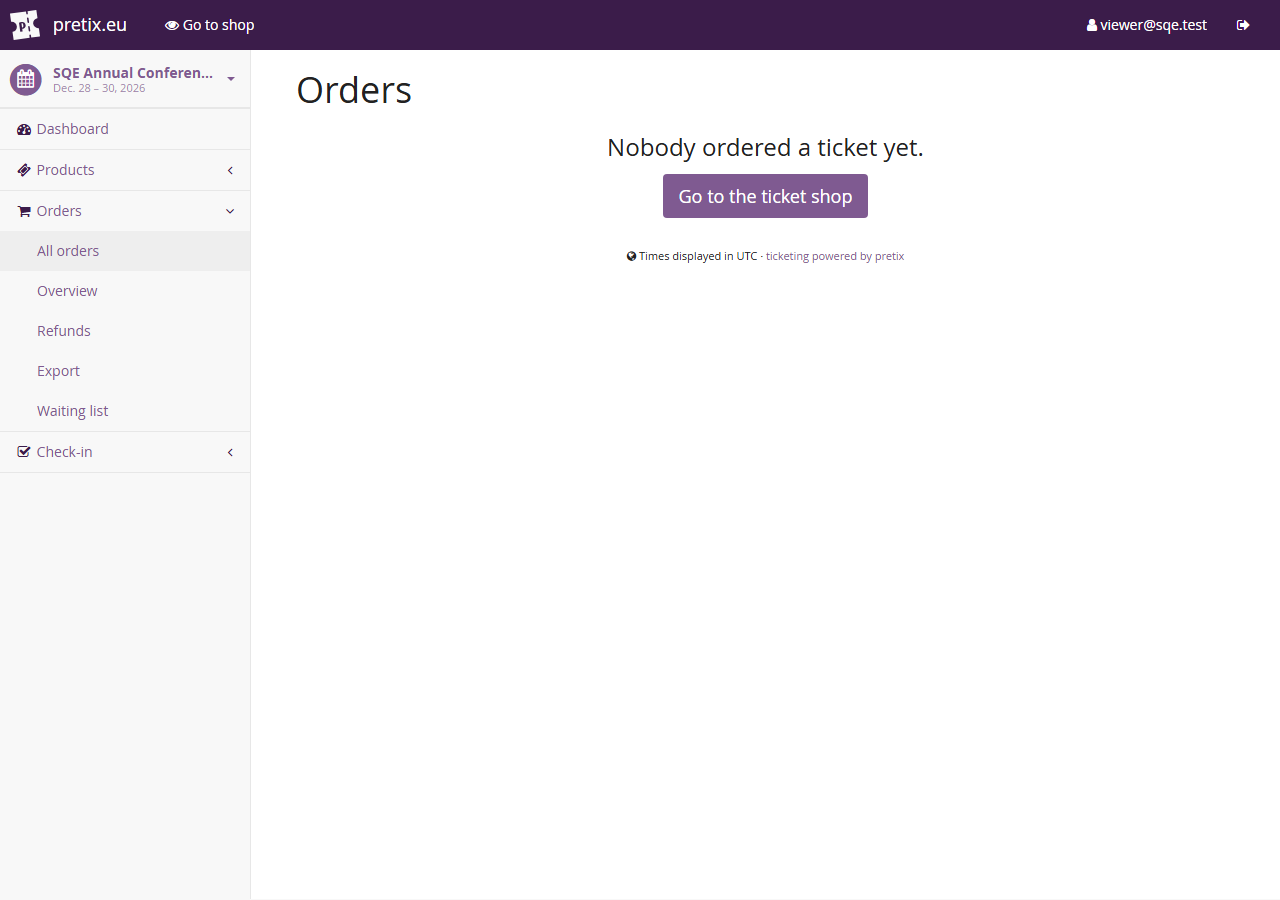 pretix.eu
Go to shop
viewer@sqe.test
SQE Annual Conferen...
Dec. 28 – 30, 2026
Dashboard
Products
Orders
All orders
Overview
Refunds
Export
Waiting list
Check-in
Orders
Nobody ordered a ticket yet.
Go to the ticket shop
Times displayed in UTC · ticketing powered by pretix